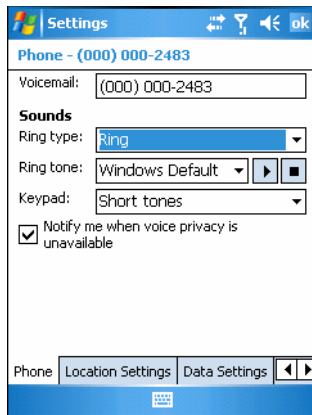 Settings ok
Phone - (000) 000-2483
Voicemail: (000) 000-2483
Sounds
Ring type: Ring
Ring tone: Windows Default
Keypad: Short tones
Notify me when voice privacy is
unavailable
Phone Location Settings Data Settings